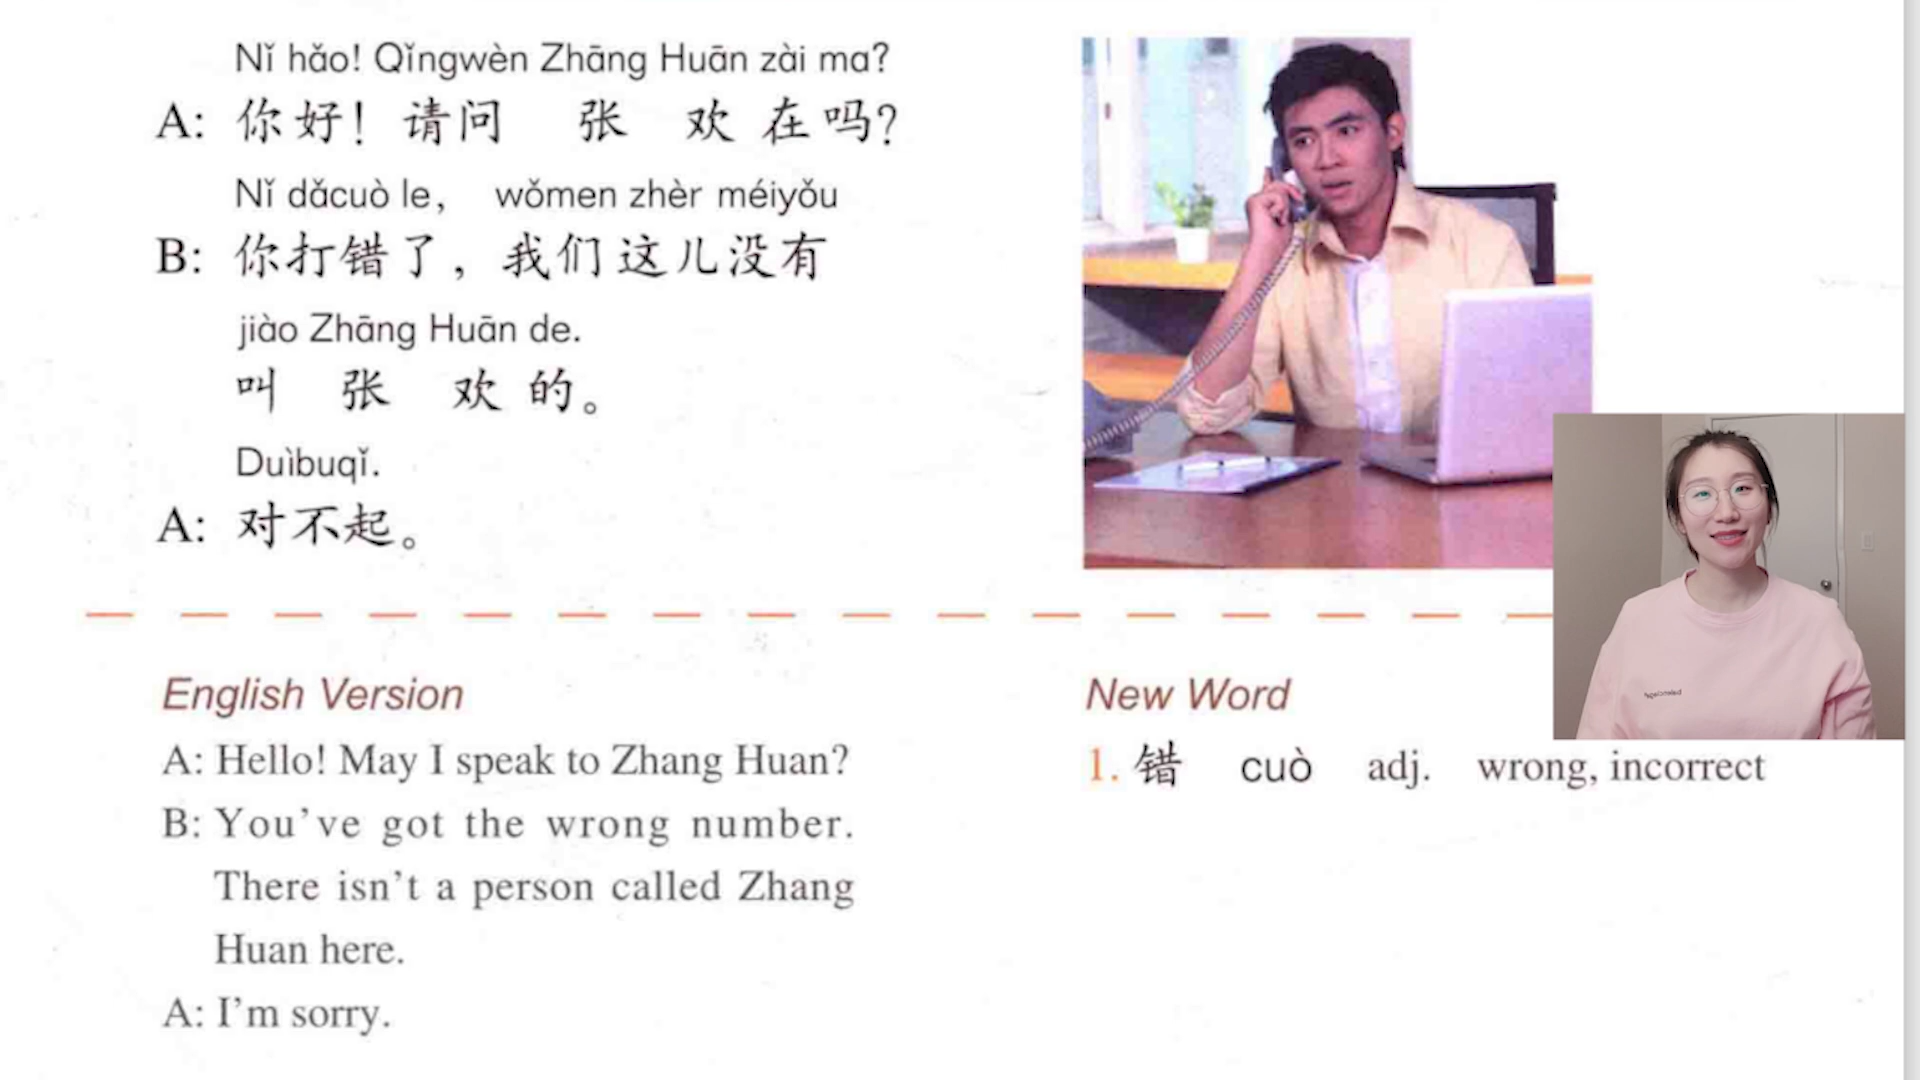 Nǐ hǎo! Qǐngwèn Zhāng Huān zài ma?
A: 你好！请问 张 欢 在吗？
Nǐ dǎcuò le, wǒmen zhèr méiyǒu
B: 你打错了，我们这儿没有
jiào Zhāng Huān de.
叫 张 欢 的。
Duìbuqǐ.
A: 对不起。
English Version
A: Hello! May I speak to Zhang Huan?
B: You've got the wrong number.
There isn't a person called Zhang
Huan here.
A: I'm sorry.
New Word
1. 错 cuò adj. wrong, incorrect